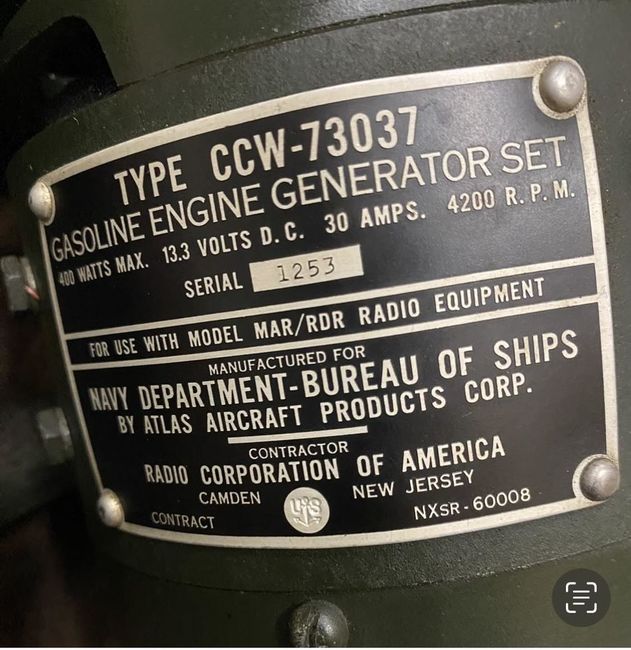 TYPE CCW-73037
GASOLINE ENGINE GENERATOR SET
400 WATTS MAX. 13.3 VOLTS D.C. 30 AMPS. 4200 R.P.M.
SERIAL 1253
FOR USE WITH MODEL MAR/RDR RADIO EQUIPMENT
MANUFACTURED FOR
NAVY DEPARTMENT-BUREAU OF SHIPS
BY ATLAS AIRCRAFT PRODUCTS CORP.
CONTRACTOR
RADIO CORPORATION OF AMERICA
CAMDEN NEW JERSEY
CONTRACT U S NXSR-60008